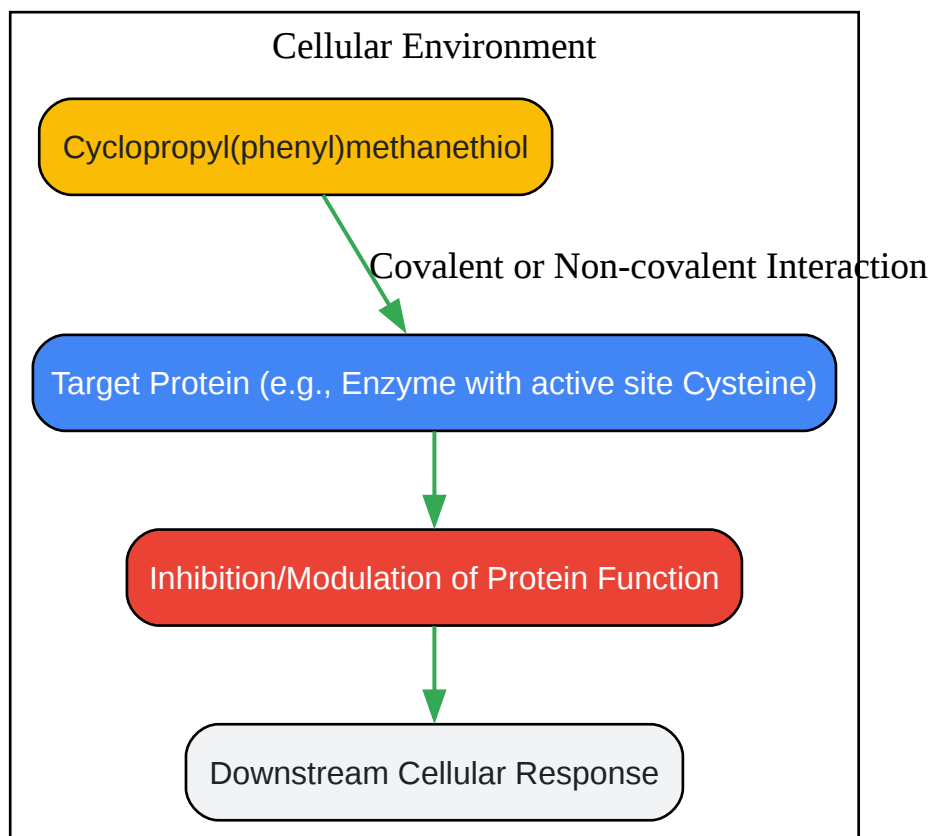 Cellular Environment
Cyclopropyl(phenyl)methanethiol
Covalent or Non-covalent Interaction
Target Protein (e.g., Enzyme with active site Cysteine)
Inhibition/Modulation of Protein Function
Downstream Cellular Response